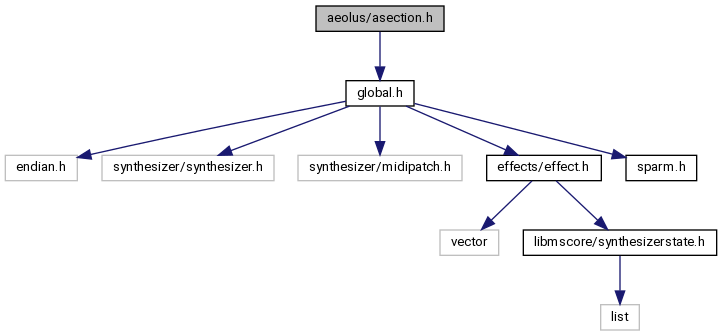 aeolus/asection.h
global.h
endian.h
synthesizer/synthesizer.h
synthesizer/midipatch.h
effects/effect.h
sparm.h
vector
libmscore/synthesizerstate.h
list